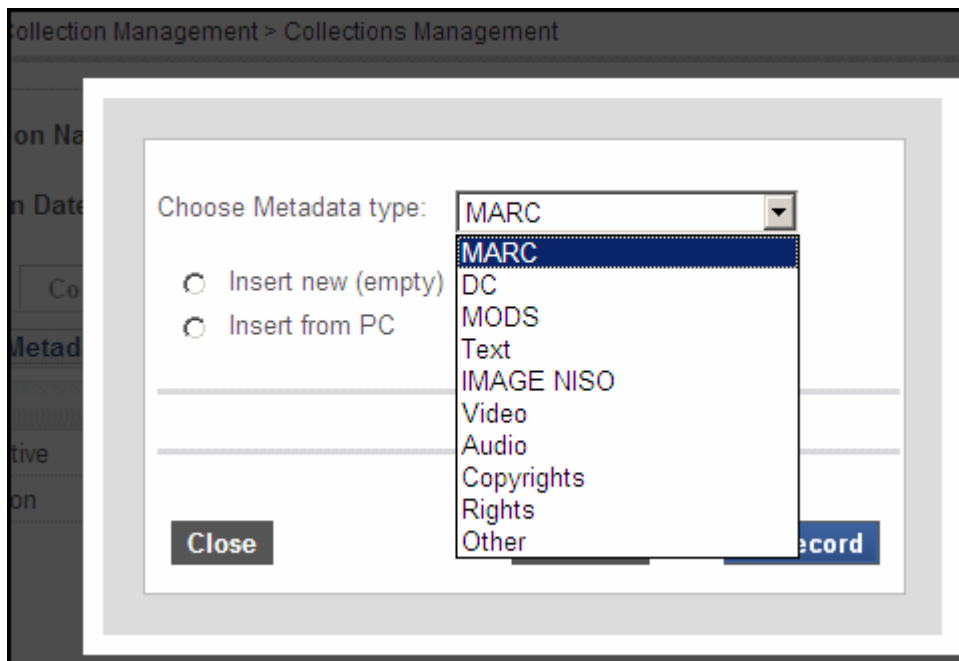 ollection Management > Collections Management
on Na
n Date
Choose Metadata type: MARC
MARC
DC
MODS
Text
IMAGE NISO
Video
Audio
Copyrights
Rights
Other
Insert new (empty)
Insert from PC
Co
Metad
tive
on
Close
ecord